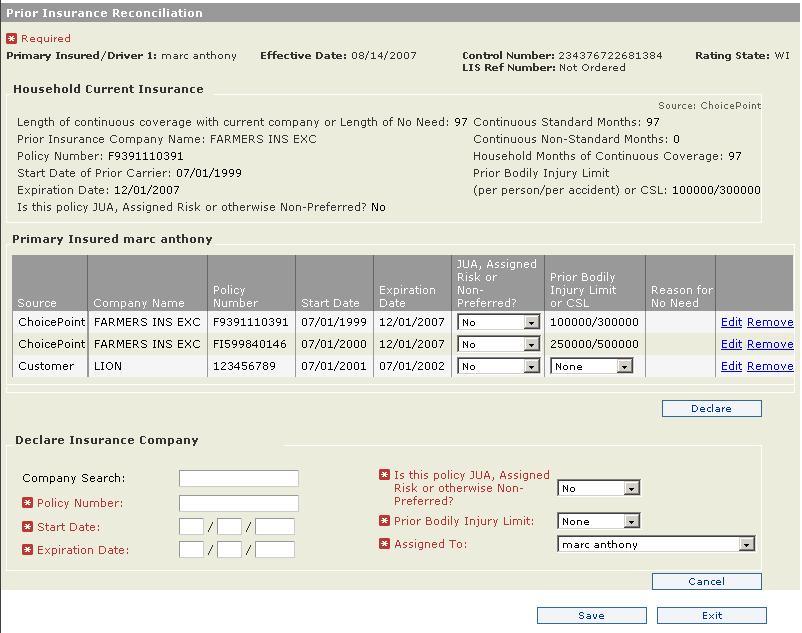 Prior Insurance Reconciliation
Required
Primary Insured/Driver 1: marc anthony Effective Date: 08/14/2007 Control Number: 234376722681384 Rating State: WI
LIS Ref Number: Not Ordered
Household Current Insurance
Source: ChoicePoint
Length of continuous coverage with current company or Length of No Need: 97 Continuous Standard Months: 97
Prior Insurance Company Name: FARMERS INS EXC Continuous Non-Standard Months: 0
Policy Number: F9391110391 Household Months of Continuous Coverage: 97
Start Date of Prior Carrier: 07/01/1999 Prior Bodily Injury Limit
Expiration Date: 12/01/2007 (per person/per accident) or CSL: 100000/300000
Is this policy JUA, Assigned Risk or otherwise Non-Preferred? No
Primary Insured marc anthony
JUA, Assigned
Risk or Prior Bodily
Policy Expiration Non- Injury Limit Reason for
Source Company Name Number Start Date Date Preferred? or CSL No Need
ChoicePoint FARMERS INS EXC F9391110391 07/01/1999 12/01/2007 No 100000/300000 Edit Remove
ChoicePoint FARMERS INS EXC FI599840146 07/01/2000 12/01/2007 No 250000/500000 Edit Remove
Customer LION 123456789 07/01/2001 07/01/2002 No None Edit Remove
Declare
Declare Insurance Company
Company Search:
Policy Number:
Start Date: / /
Expiration Date: / /
Is this policy JUA, Assigned
Risk or otherwise Non- No
Preferred?
Prior Bodily Injury Limit: None
Assigned To: marc anthony
Cancel
Save Exit